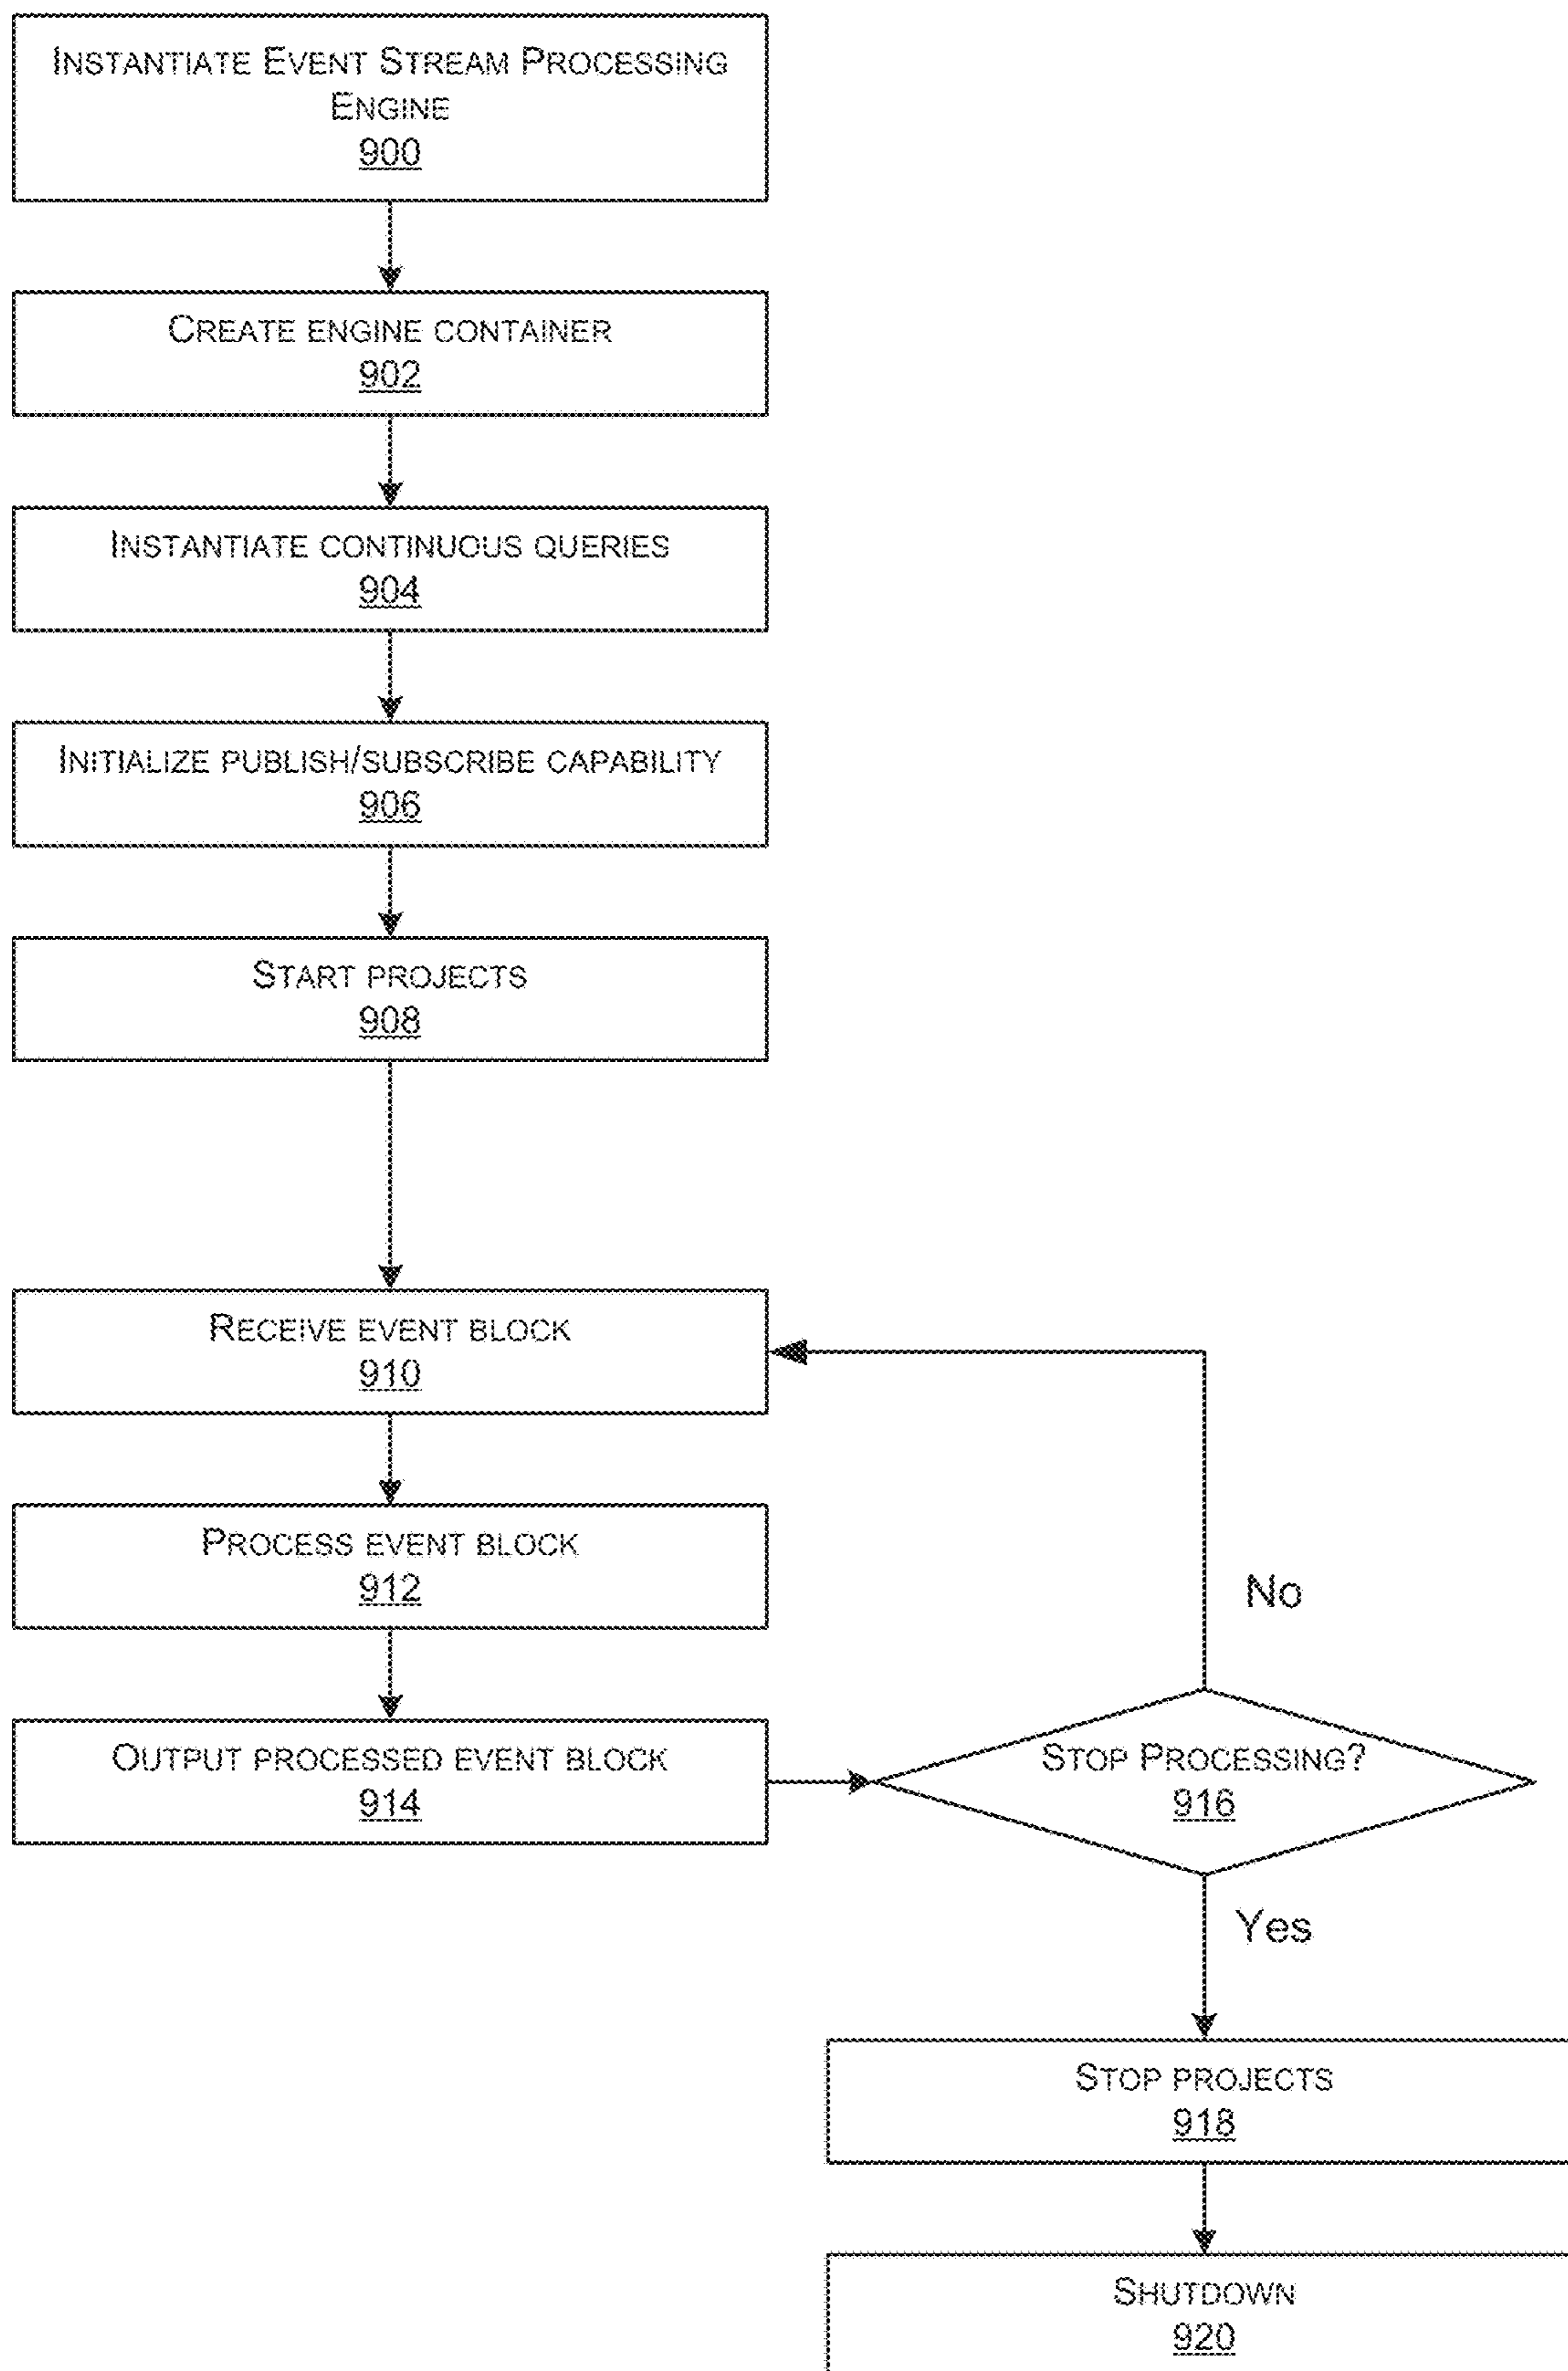 INSTANTIATE EVENT STREAM PROCESSING
ENGINE
900
CREATE ENGINE CONTAINER
902
INSTANTIATE CONTINUOUS QUERIES
904
INITIALIZE PUBLISH/SUBSCRIBE CAPABILITY
906
START PROJECTS
908
RECEIVE EVENT BLOCK
910
PROCESS EVENT BLOCK
912
No
OUTPUT PROCESSED EVENT BLOCK
914
STOP PROCESSING?
916
Yes
STOP PROJECTS
918
SHUTDOWN
920